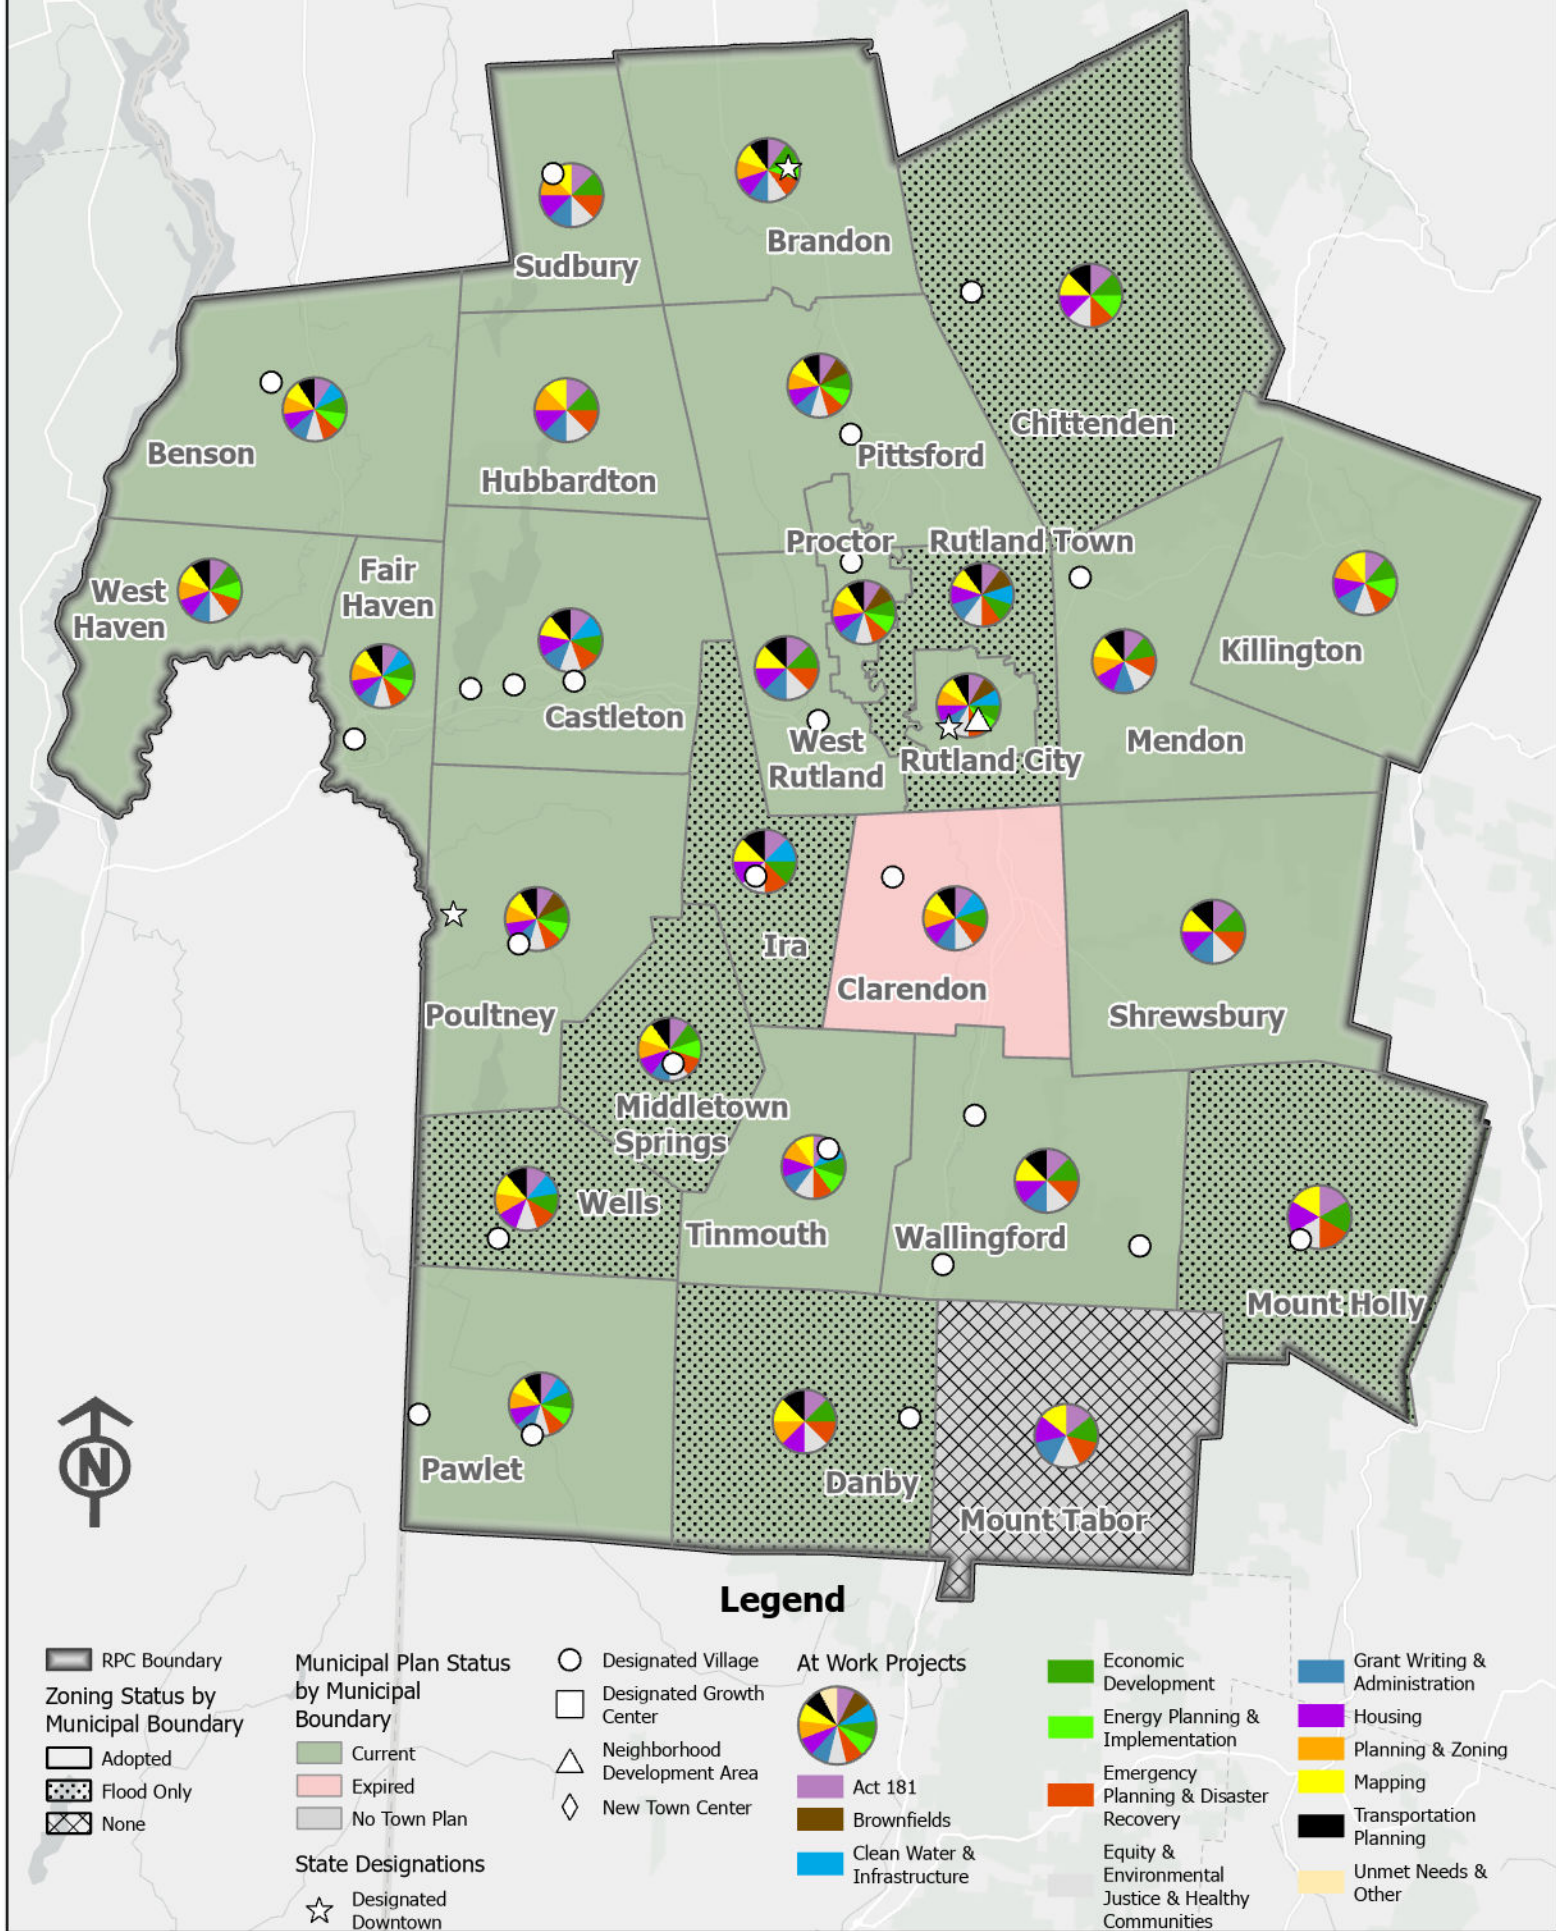 Sudbury
Brandon
Chittenden
Benson
Hubbardton
Pittsford
Proctor
Rutland Town
West
Haven
Fair
Haven
Killington
Castleton
West
Rutland
Rutland City
Mendon
Ira
Clarendon
Poultney
Shrewsbury
Middletown
Springs
Wells
Tinmouth
Wallingford
Mount Holly
Pawlet
Danby
Mount Tabor
N
Legend
RPC Boundary
Zoning Status by
Municipal Boundary
Adopted
Flood Only
None
Municipal Plan Status
by Municipal
Boundary
Current
Expired
No Town Plan
State Designations
Designated
Downtown
Designated Village
Designated Growth
Center
Neighborhood
Development Area
New Town Center
At Work Projects
Act 181
Brownfields
Clean Water &
Infrastructure
Economic
Development
Energy Planning &
Implementation
Emergency
Planning & Disaster
Recovery
Equity &
Environmental
Justice & Healthy
Communities
Grant Writing &
Administration
Housing
Planning & Zoning
Mapping
Transportation
Planning
Unmet Needs &
Other